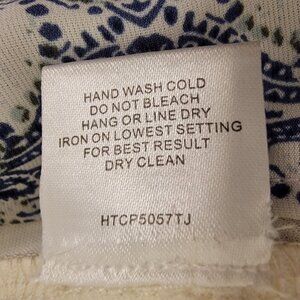 HAND WASH COLD
DO NOT BLEACH
HANG OR LINE DRY
IRON ON LOWEST SETTING
FOR BEST RESULT
DRY CLEAN
HTCP5057TJ